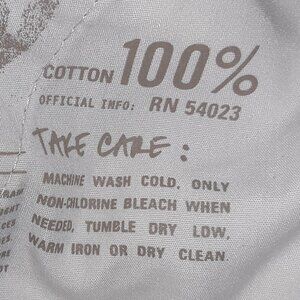 COTTON 100%
OFFICIAL INFO: RN 54023
TAKE CARE:
MACHINE WASH COLD, ONLY
NON-CHLORINE BLEACH WHEN
NEEDED, TUMBLE DRY LOW,
WARM IRON OR DRY CLEAN.